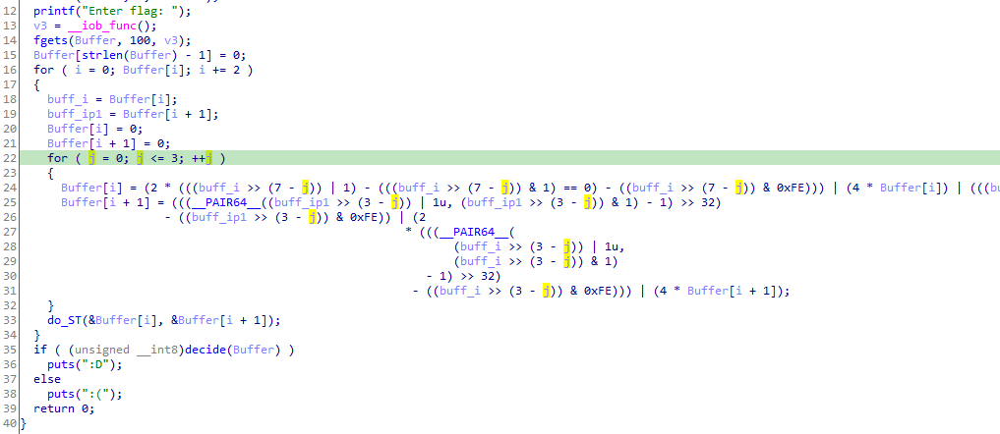 12 printf("Enter flag: ");
13 v3 = __iob_func();
14 fgets(Buffer, 100, v3);
15 Buffer[strlen(Buffer) - 1] = 0;
16 for ( i = 0; Buffer[i]; i += 2 )
17 {
18 buff_i = Buffer[i];
19 buff_ip1 = Buffer[i + 1];
20 Buffer[i] = 0;
21 Buffer[i + 1] = 0;
22 for ( j = 0; j <= 3; ++j )
23 {
24 Buffer[i] = (2 * (((buff_i >> (7 - j)) | 1) - (((buff_i >> (7 - j)) & 1) == 0) - ((buff_i >> (7 - j)) & 0xFE))) | (4 * Buffer[i]) | (((bu
25 Buffer[i + 1] = (((__PAIR64__((buff_ip1 >> (3 - j)) | 1u, (buff_ip1 >> (3 - j)) & 1) - 1) >> 32)
26 - ((buff_ip1 >> (3 - j)) & 0xFE)) | (2
27 * (((__PAIR64__(
28 (buff_i >> (3 - j)) | 1u,
29 (buff_i >> (3 - j)) & 1)
30 - 1) >> 32)
31 - ((buff_i >> (3 - j)) & 0xFE))) | (4 * Buffer[i + 1]);
32 }
33 do_ST(&Buffer[i], &Buffer[i + 1]);
34 }
35 if ( (unsigned __int8)decide(Buffer) )
36 puts(":D");
37 else
38 puts(":(");
39 return 0;
40 }